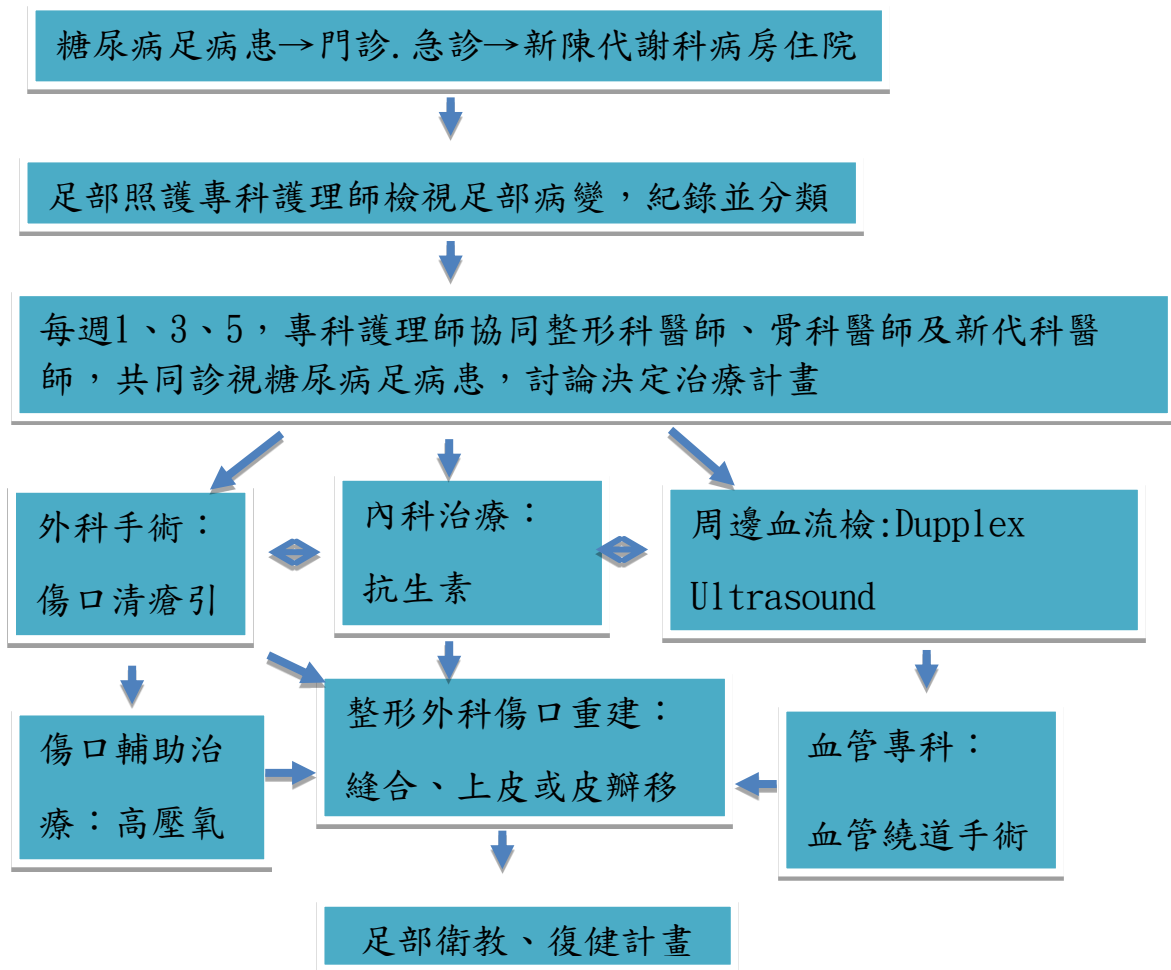 糖尿病足病患→門診.急診→新陳代謝科病房住院
足部照護專科護理師檢視足部病變，紀錄並分類
每週1、3、5，專科護理師協同整形科醫師、骨科醫師及新代科醫
師，共同診視糖尿病足病患，討論決定治療計畫
外科手術：
傷口清瘡引
內科治療：
抗生素
周邊血流檢:Dupplex
Ultrasound
傷口輔助治
療：高壓氧
整形外科傷口重建：
縫合、上皮或皮瓣移
血管專科：
血管繞道手術
足部衛教、復健計畫